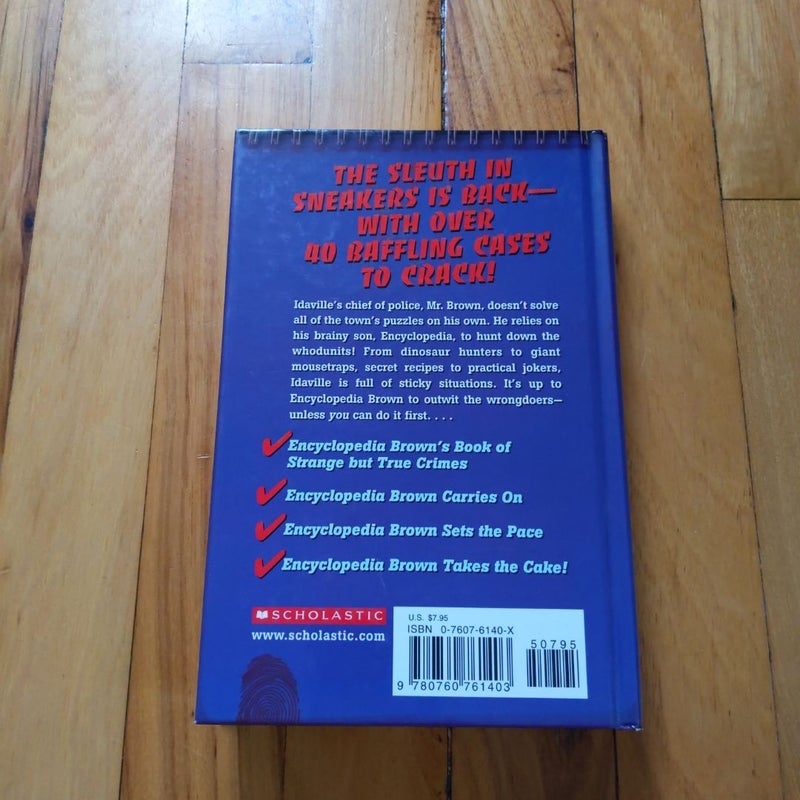 THE SLEUTH IN
SNEAKERS IS BACK—
WITH OVER
40 BAFFLING CASES
TO CRACK!
Idaville's chief of police, Mr. Brown, doesn't solve
all of the town's puzzles on his own. He relies on
his brainy son, Encyclopedia, to hunt down the
whodunits! From dinosaur hunters to giant
mousetraps, secret recipes to practical jokers,
Idaville is full of sticky situations. It's up to
Encyclopedia Brown to outwit the wrongdoers—
unless you can do it first. . . .
Encyclopedia Brown's Book of
Strange but True Crimes
Encyclopedia Brown Carries On
Encyclopedia Brown Sets the Pace
Encyclopedia Brown Takes the Cake!
SCHOLASTIC
www.scholastic.com
U.S. $7.95
ISBN 0-7607-6140-X
50795
9 780760 761403